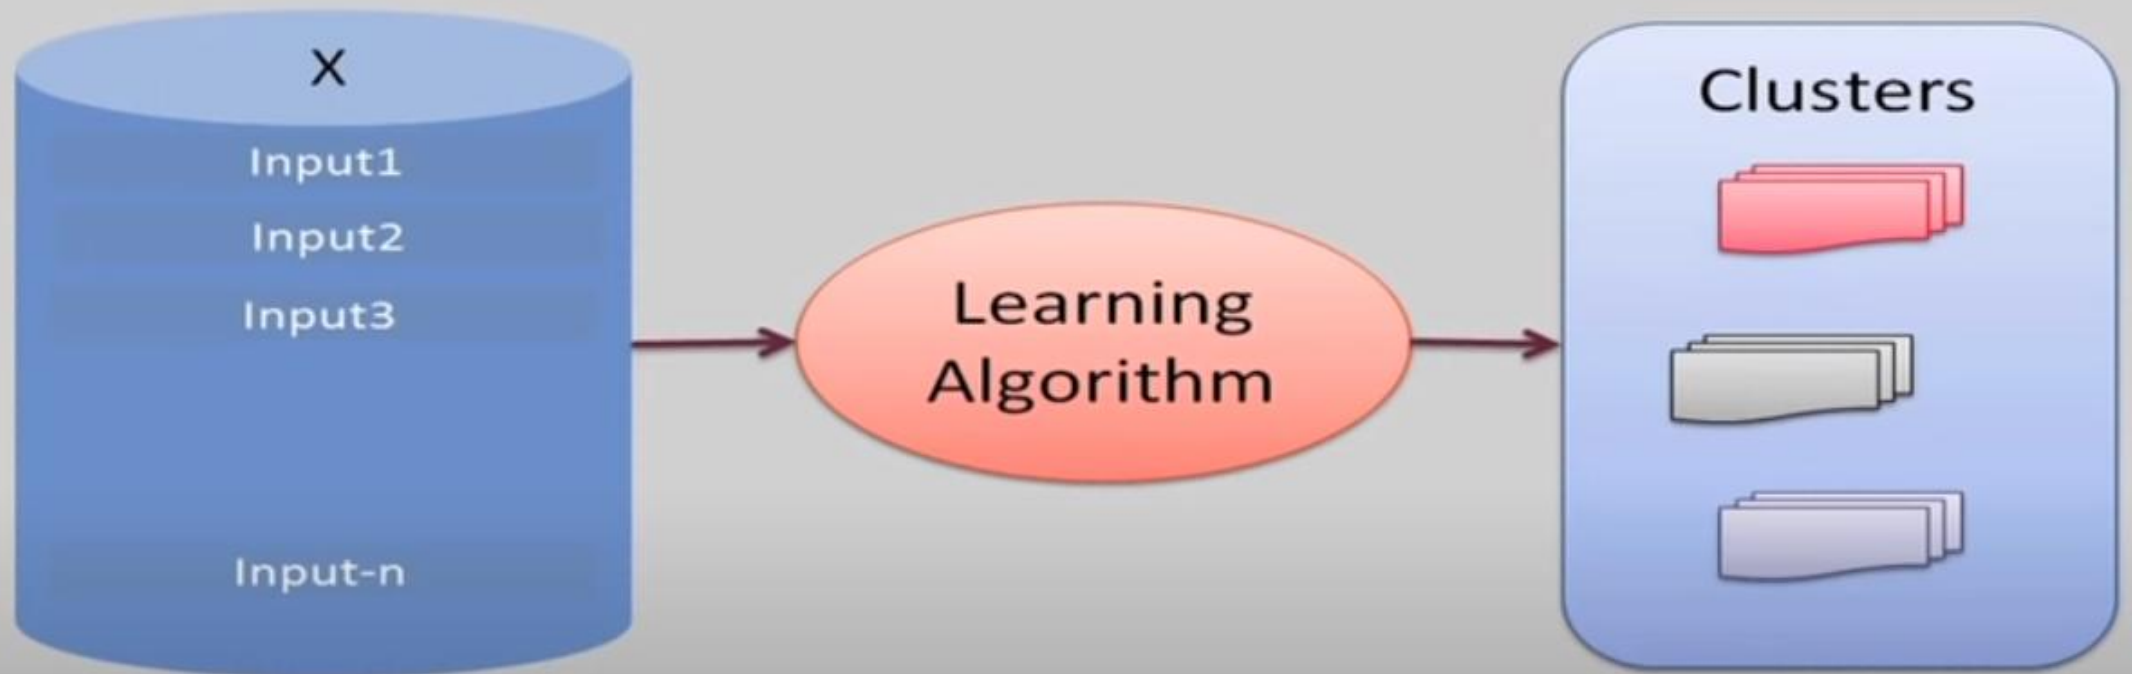 X
Input1
Input2
Input3
Input-n
Learning
Algorithm
Clusters